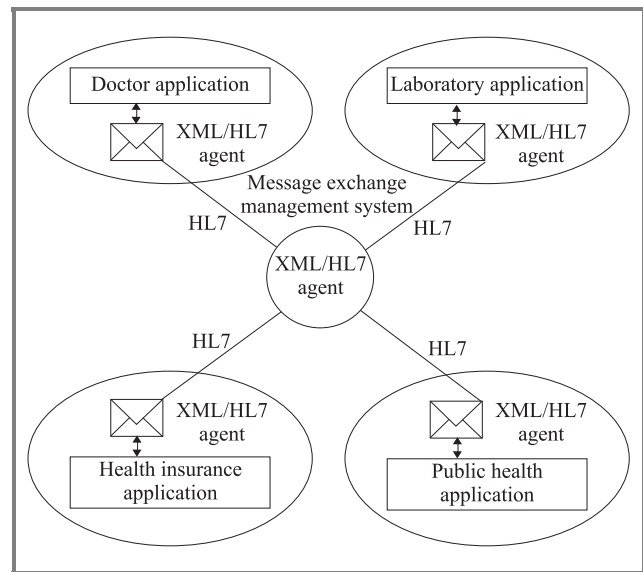 Doctor application
XML/HL7
agent
Laboratory application
XML/HL7
agent
Message exchange
management system
HL7
HL7
XML/HL7
agent
HL7
HL7
XML/HL7
agent
Health insurance
application
XML/HL7
agent
Public health
application